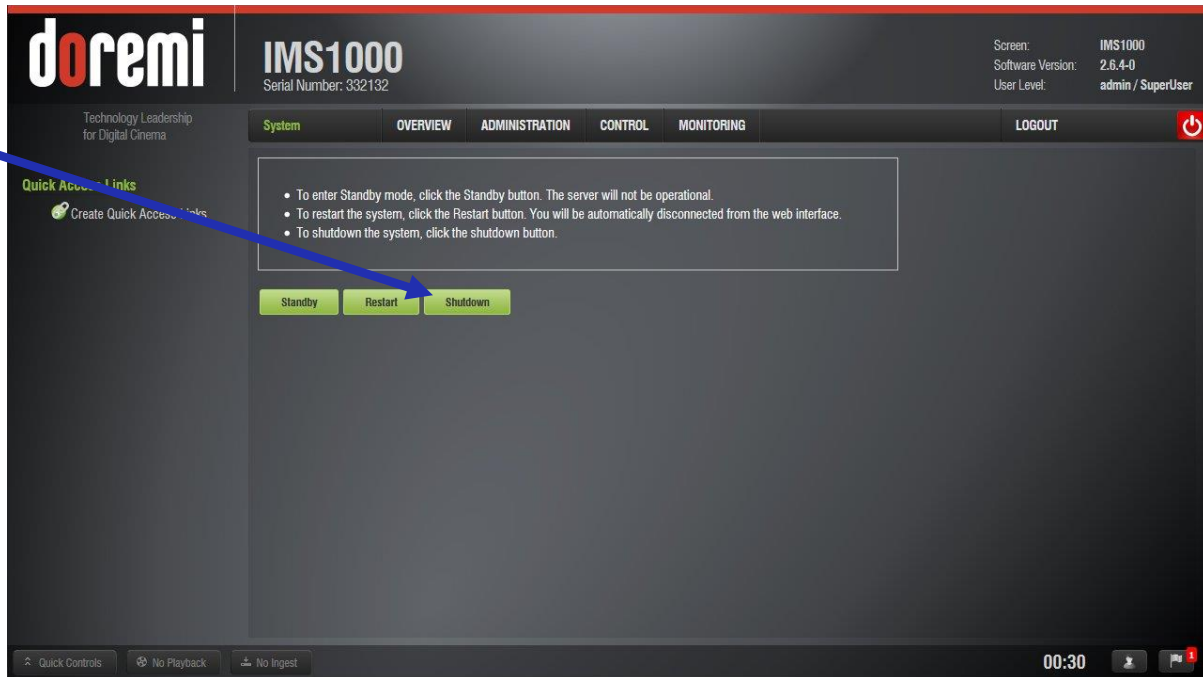 doremi
Technology Leadership
for Digital Cinema
IMS1000
Serial Number: 332132
Screen: IMS1000
Software Version: 2.6.4-0
User Level: admin / SuperUser
System OVERVIEW ADMINISTRATION CONTROL MONITORING LOGOUT
Quick Access Links
Create Quick Access Links
• To enter Standby mode, click the Standby button. The server will not be operational.
• To restart the system, click the Restart button. You will be automatically disconnected from the web interface.
• To shutdown the system, click the shutdown button.
Standby Restart Shutdown
Quick Controls No Playback No Ingest 00:30 1